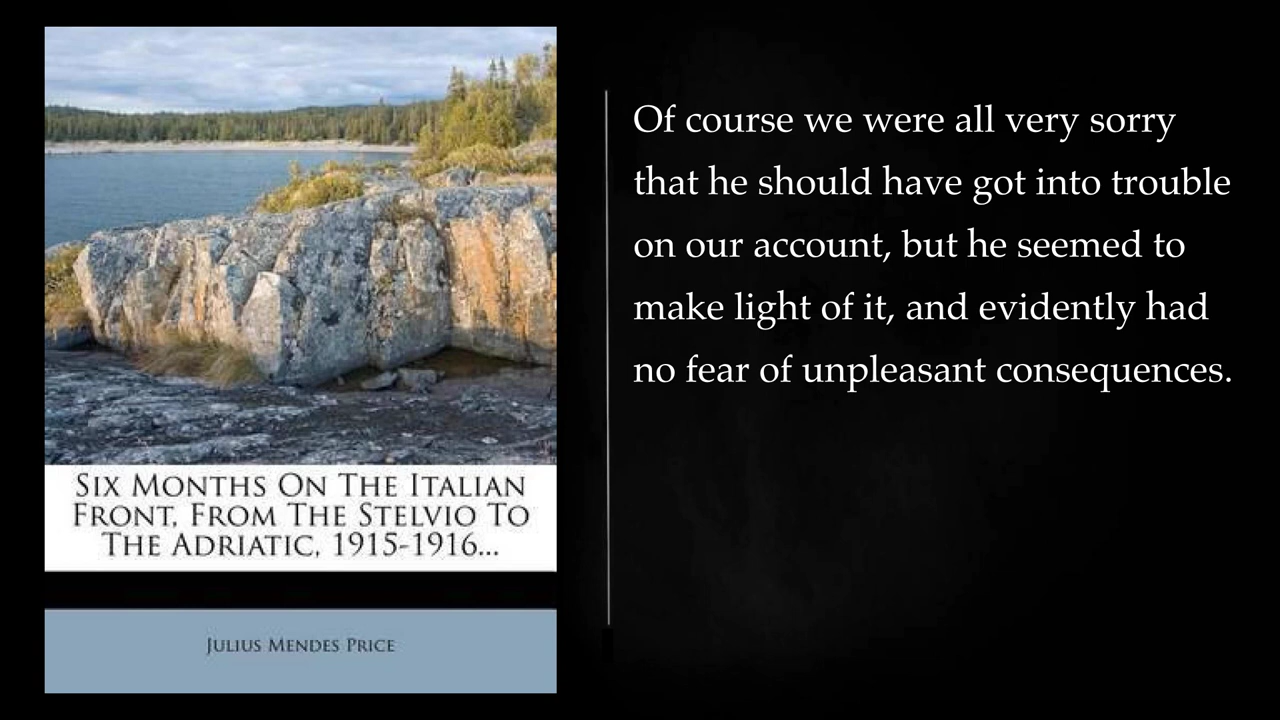 Of course we were all very sorry
that he should have got into trouble
on our account, but he seemed to
make light of it, and evidently had
no fear of unpleasant consequences.
Six Months On The Italian
Front, From The Stelvio To
The Adriatic, 1915-1916...
Julius Mendes Price